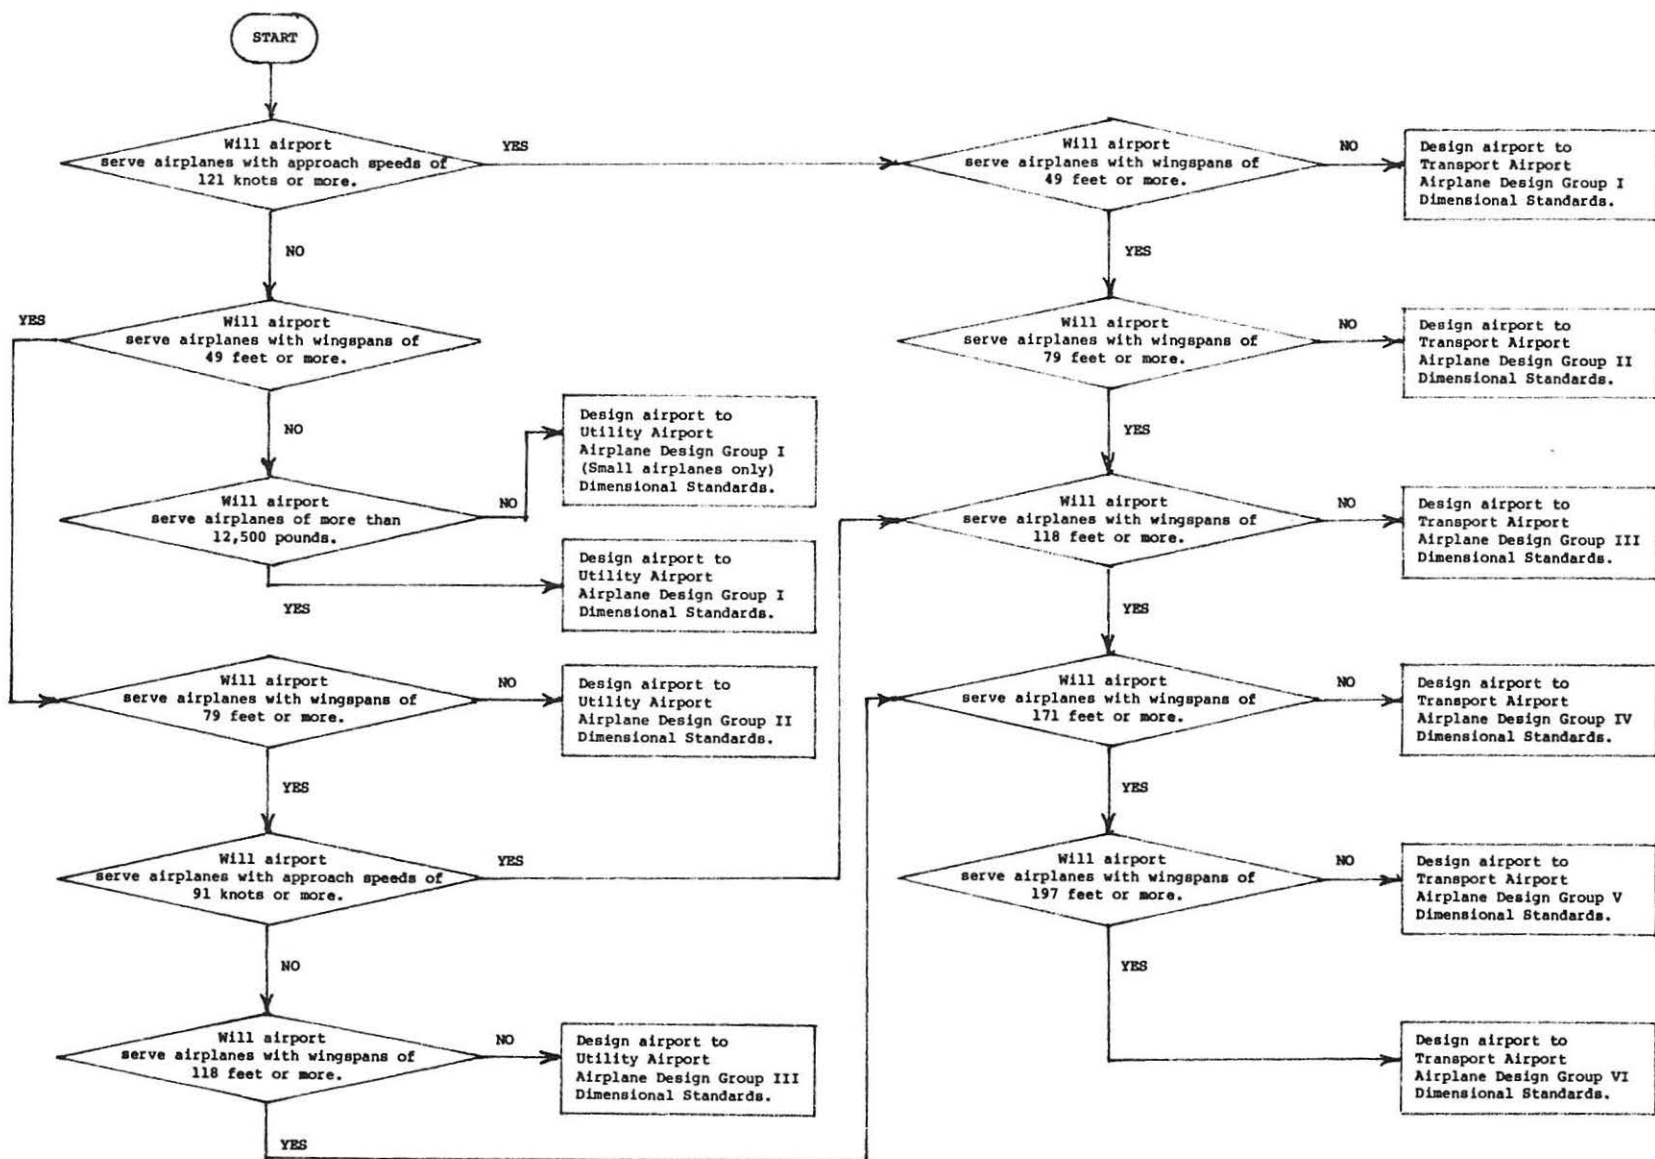 START
Will airport
serve airplanes with approach speeds of
121 knots or more.
YES
NO
Will airport
serve airplanes with wingspans of
49 feet or more.
YES
NO
Will airport
serve airplanes of more than
12,500 pounds.
NO
Design airport to
Utility Airport
Airplane Design Group I
(Small airplanes only)
Dimensional Standards.
YES
Design airport to
Utility Airport
Airplane Design Group I
Dimensional Standards.
Will airport
serve airplanes with wingspans of
79 feet or more.
NO
Design airport to
Utility Airport
Airplane Design Group II
Dimensional Standards.
YES
Will airport
serve airplanes with approach speeds of
91 knots or more.
YES
NO
Will airport
serve airplanes with wingspans of
118 feet or more.
NO
Design airport to
Utility Airport
Airplane Design Group III
Dimensional Standards.
YES
Will airport
serve airplanes with wingspans of
49 feet or more.
NO
Design airport to
Transport Airport
Airplane Design Group I
Dimensional Standards.
YES
Will airport
serve airplanes with wingspans of
79 feet or more.
NO
Design airport to
Transport Airport
Airplane Design Group II
Dimensional Standards.
YES
Will airport
serve airplanes with wingspans of
118 feet or more.
NO
Design airport to
Transport Airport
Airplane Design Group III
Dimensional Standards.
YES
Will airport
serve airplanes with wingspans of
171 feet or more.
NO
Design airport to
Transport Airport
Airplane Design Group IV
Dimensional Standards.
YES
Will airport
serve airplanes with wingspans of
197 feet or more.
NO
Design airport to
Transport Airport
Airplane Design Group V
Dimensional Standards.
YES
Design airport to
Transport Airport
Airplane Design Group VI
Dimensional Standards.